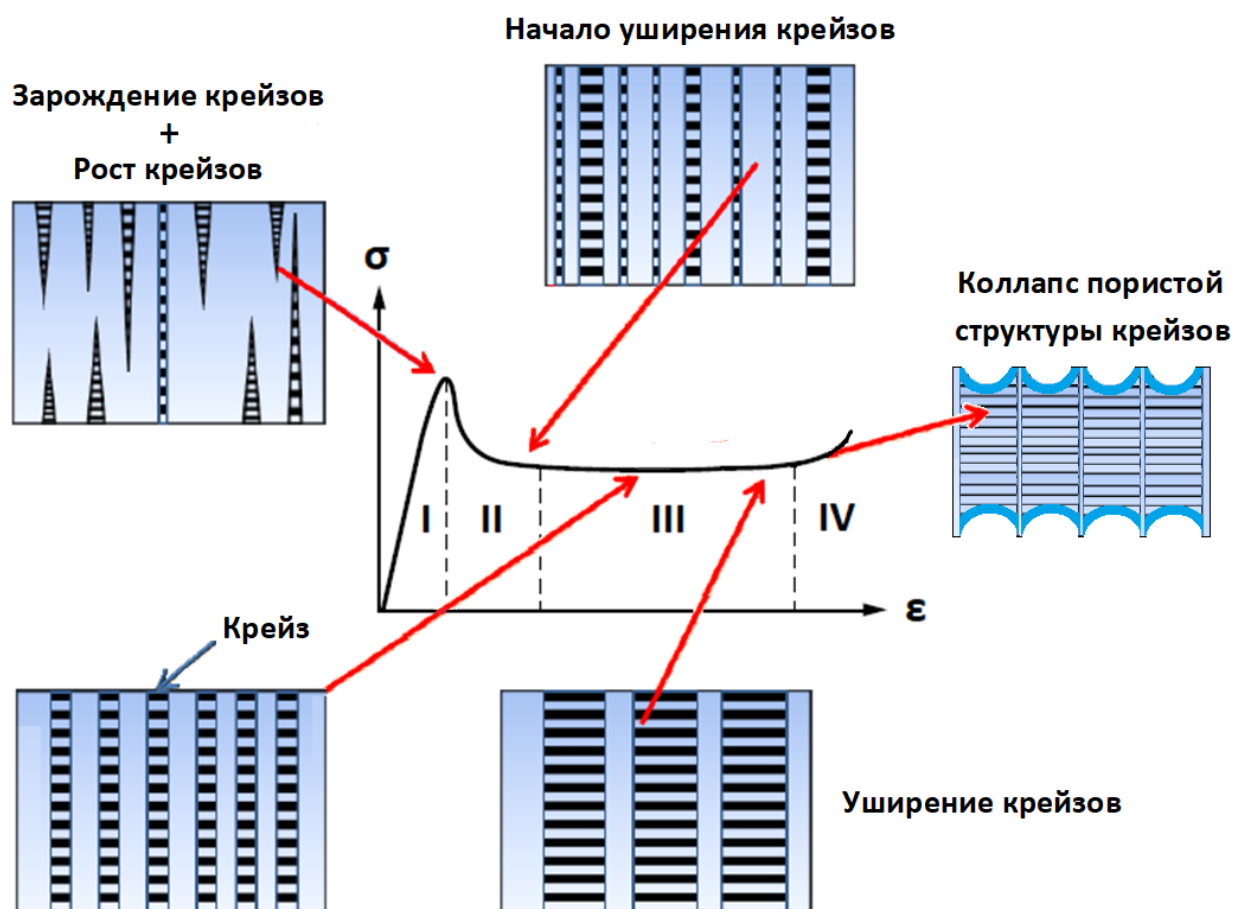 Начало уширения крейзов
Зарождение крейзов
+
Рост крейзов
σ
Коллапс пористой
структуры крейзов
I
II
III
IV
ε
Крейз
Уширение крейзов